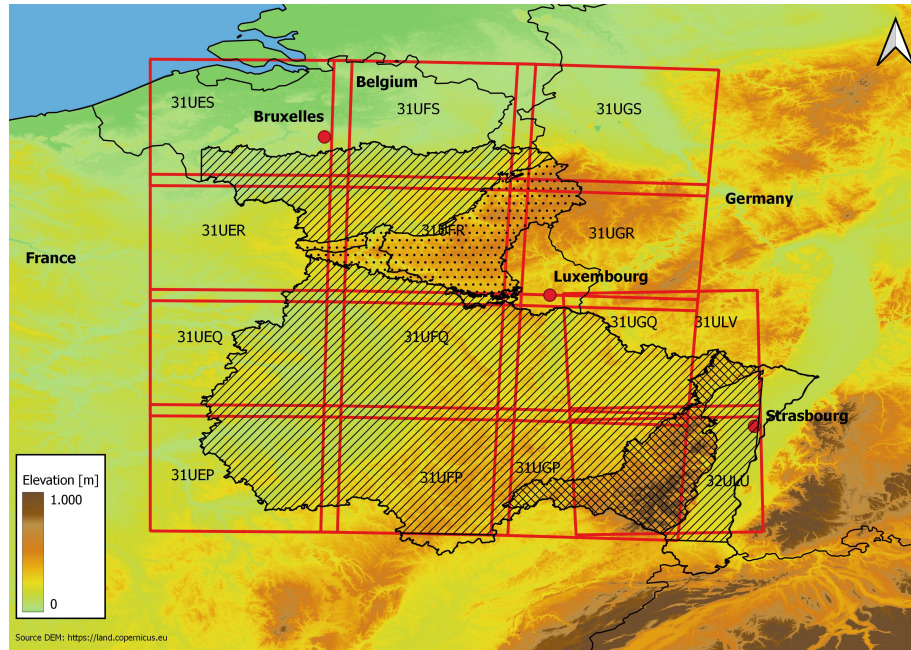 Belgium
31UES
31UFS
31UGS
Bruxelles
Germany
31UER
31UFR
31UGR
France
Luxembourg
31UEQ
31UFQ
31UGQ
31ULV
Strasbourg
31UEP
31UFP
31UGP
32ULU
Elevation [m]
1.000
0
Source DEM: https://land.copernicus.eu